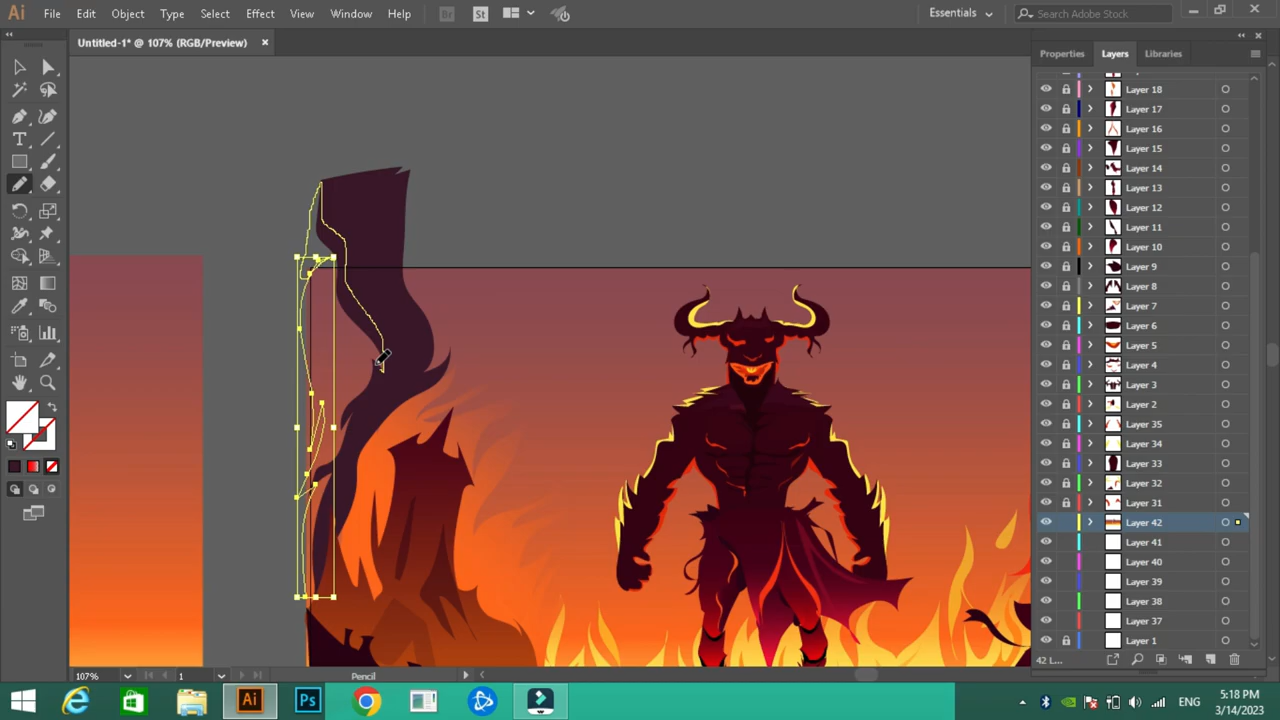 Ai File Edit Object Type Select Effect View Window Help Br St Essentials Search Adobe Stock
Untitled-1* @ 107% (RGB/Preview)
Properties Layers Libraries
Layer 18
Layer 17
Layer 16
Layer 15
Layer 14
Layer 13
Layer 12
Layer 11
Layer 10
Layer 9
Layer 8
Layer 7
Layer 6
Layer 5
Layer 4
Layer 3
Layer 2
Layer 35
Layer 34
Layer 33
Layer 32
Layer 31
Layer 42
Layer 41
Layer 40
Layer 39
Layer 38
Layer 37
Layer 1
42 L...
107% 1 Pencil
Ai Ps ENG 5:18 PM
3/14/2023